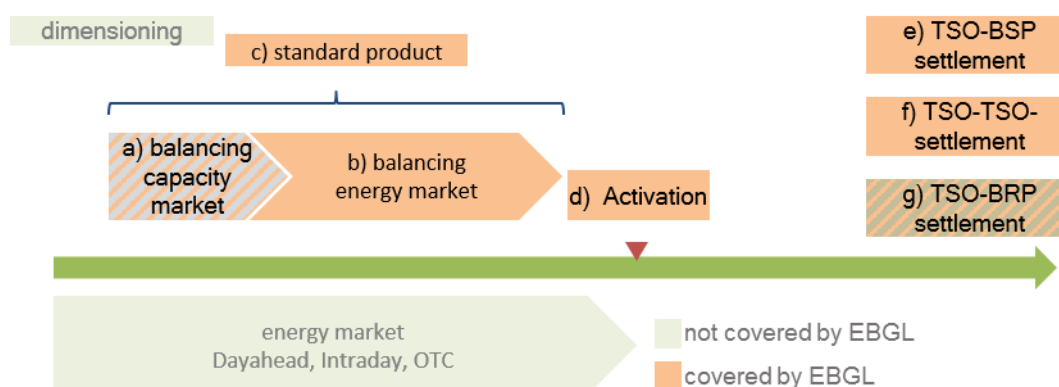 dimensioning
c) standard product
e) TSO-BSP
settlement
a) balancing
capacity
market
b) balancing
energy market
d) Activation
f) TSO-TSO-
settlement
g) TSO-BRP
settlement
energy market
Dayahead, Intraday, OTC
not covered by EBGL
covered by EBGL